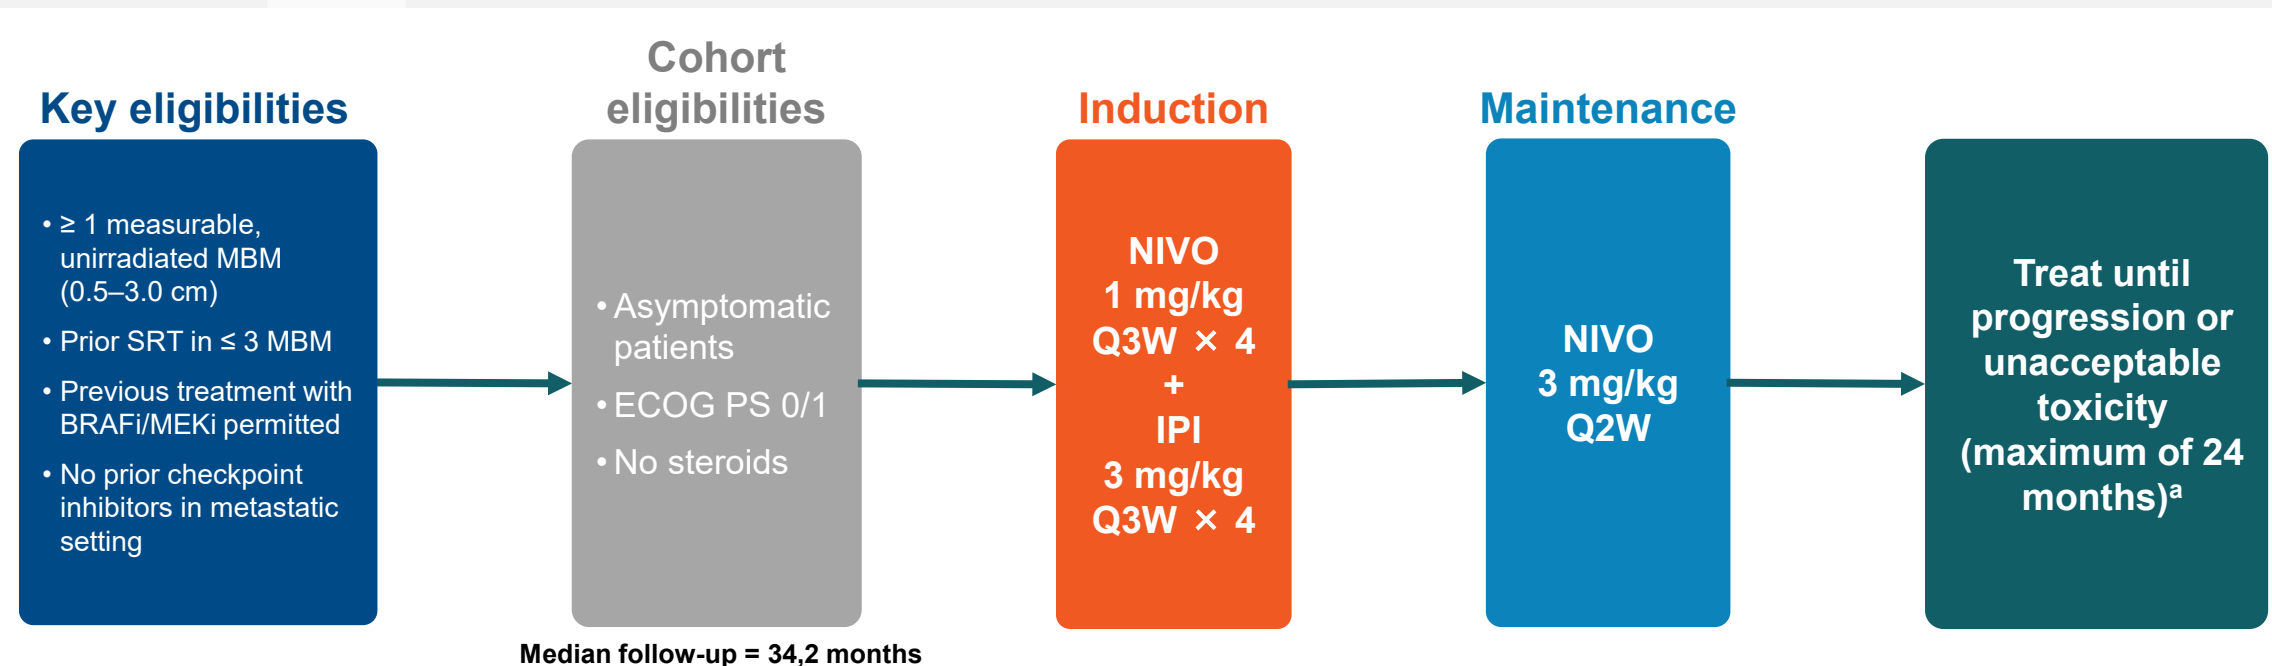 Key eligibilities
• ≥ 1 measurable,
unirradiated MBM
(0.5–3.0 cm)
• Prior SRT in ≤ 3 MBM
• Previous treatment with
BRAFi/MEKi permitted
• No prior checkpoint
inhibitors in metastatic
setting
Cohort
eligibilities
• Asymptomatic
patients
• ECOG PS 0/1
• No steroids
Median follow-up = 34,2 months
Induction
NIVO
1 mg/kg
Q3W × 4
+
IPI
3 mg/kg
Q3W × 4
Maintenance
NIVO
3 mg/kg
Q2W
Treat until
progression or
unacceptable
toxicity
(maximum of 24
months)ᵃ